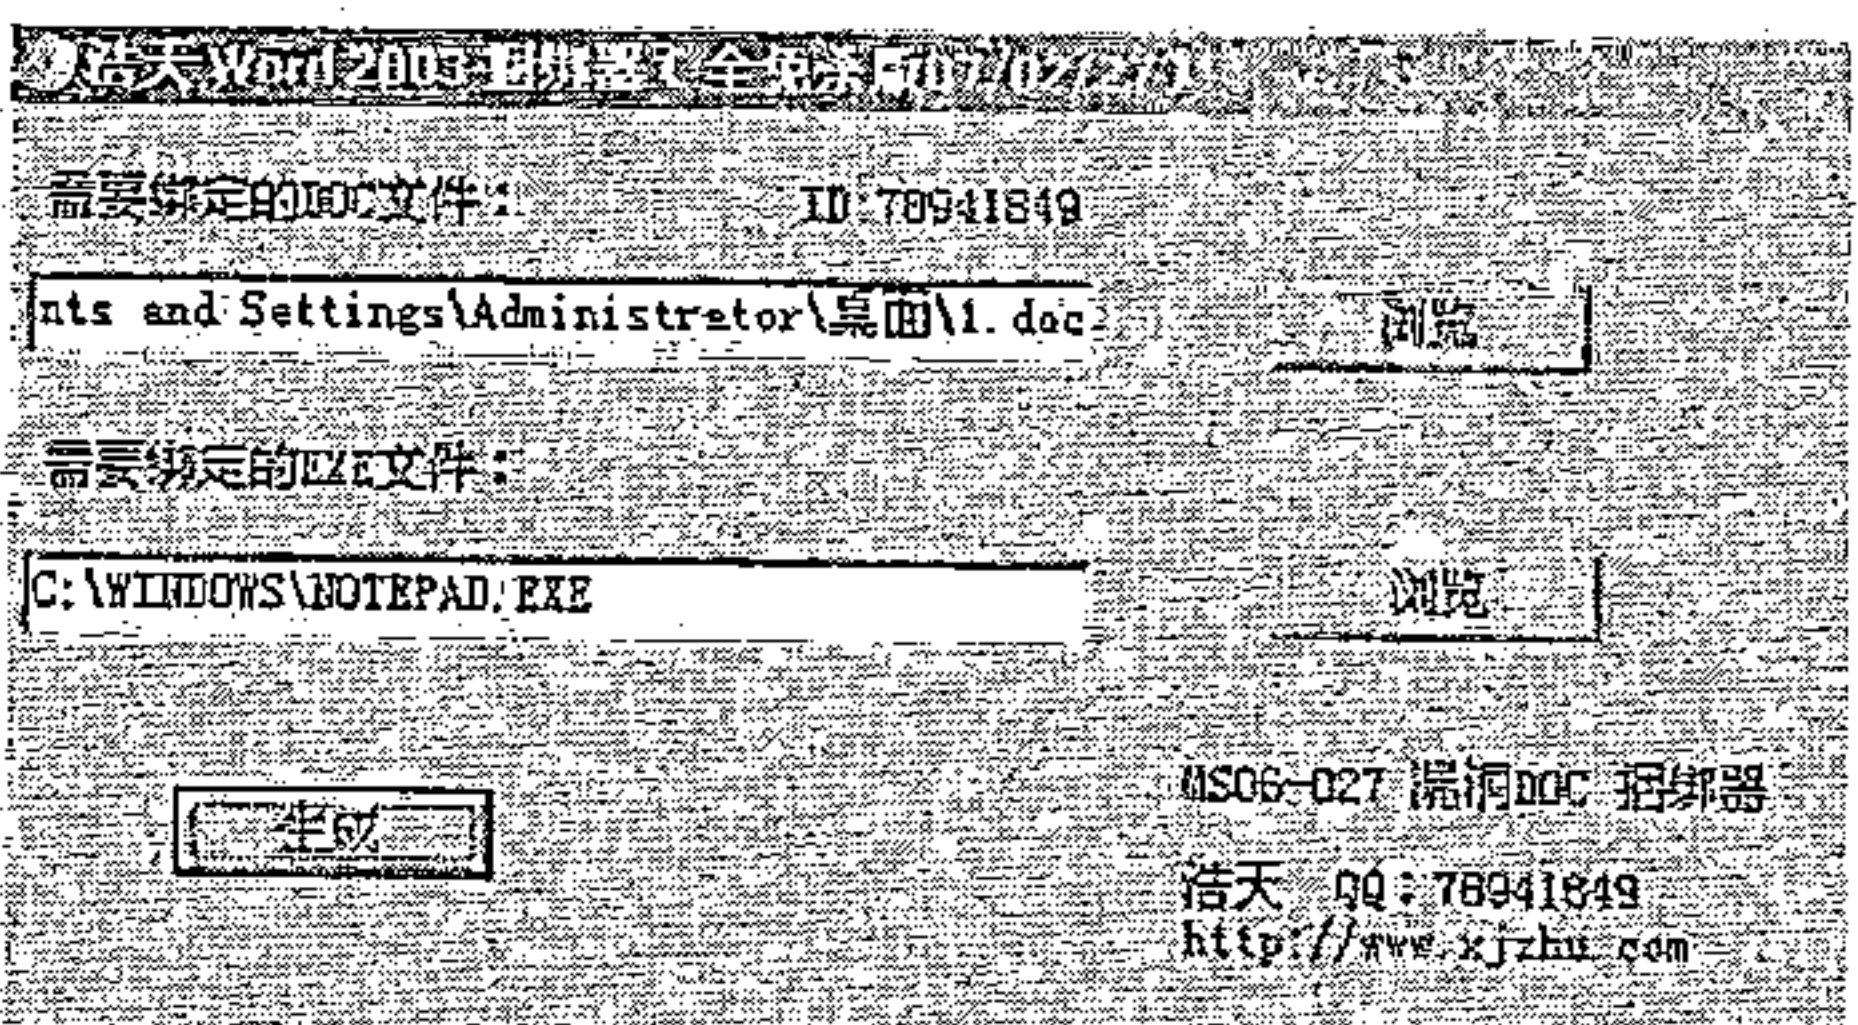 浩天 Word 2003 捆绑器 全免杀
需要绑定的DOC文件： ID:78941849
nts and Settings\Administrator\桌面\1.doc
浏览
需要绑定的EXE文件：
C:\WINDOWS\NOTEPAD.EXE
浏览
生成
MS06-027 漏洞DOC 捆绑器
浩天 QQ：78941849
http://www.xjzhu.com